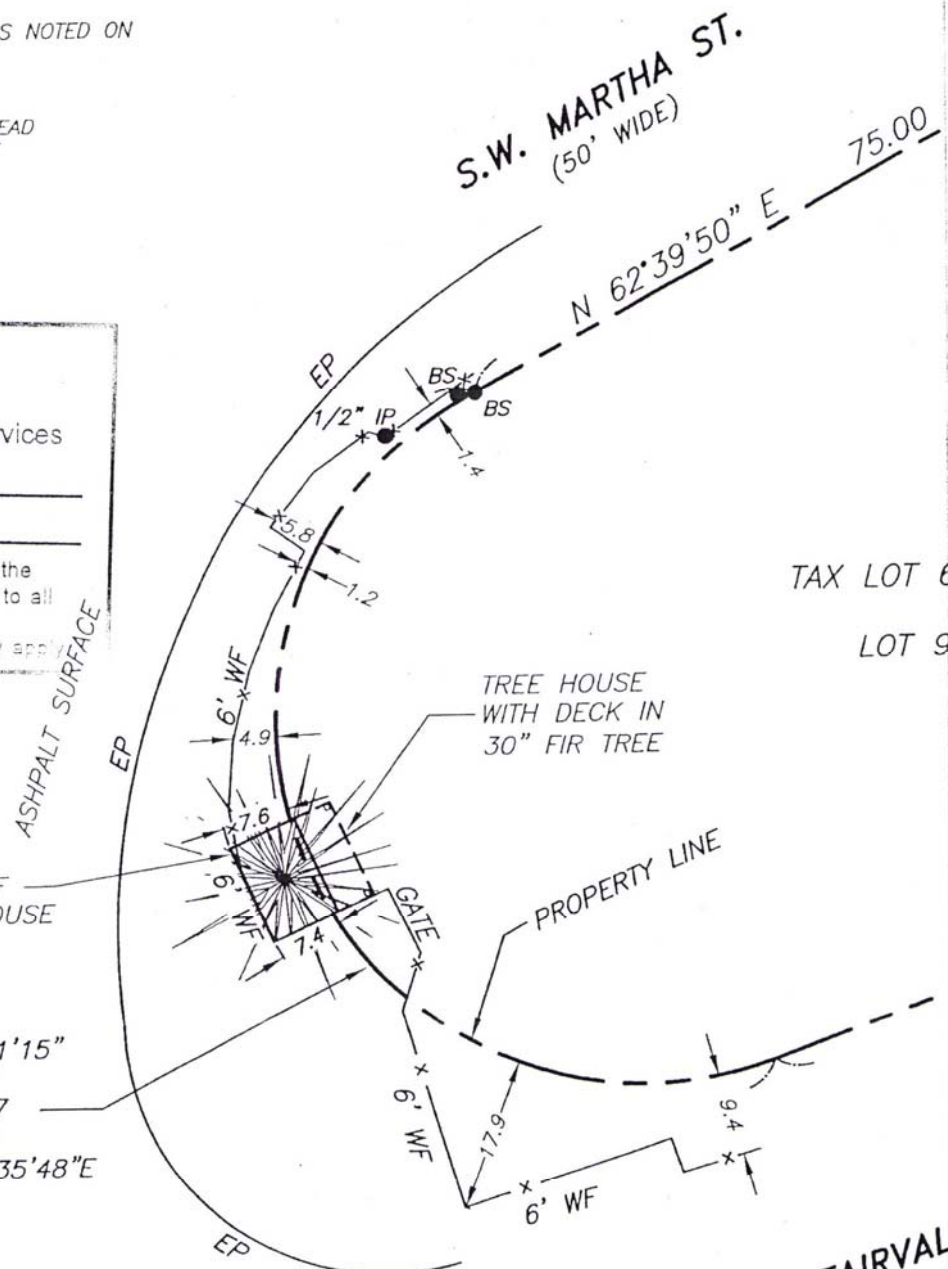 S NOTED ON
EAD
S.W. MARTHA ST.
(50' WIDE)
75.00
N 62°39'50" E
EP
BS
BS
1/2" IP
1.4
vices
5.8
the
to all
1.2
TAX LOT 6
apply
LOT 9
ASHPALT SURFACE
6' WF
TREE HOUSE
WITH DECK IN
30" FIR TREE
4.9
EP
7.6
6' WF
GATE
OUSE
7.4
PROPERTY LINE
1'15"
7
6' WF
17.9
9.4
35'48"E
6' WF
EP
AIRVAL